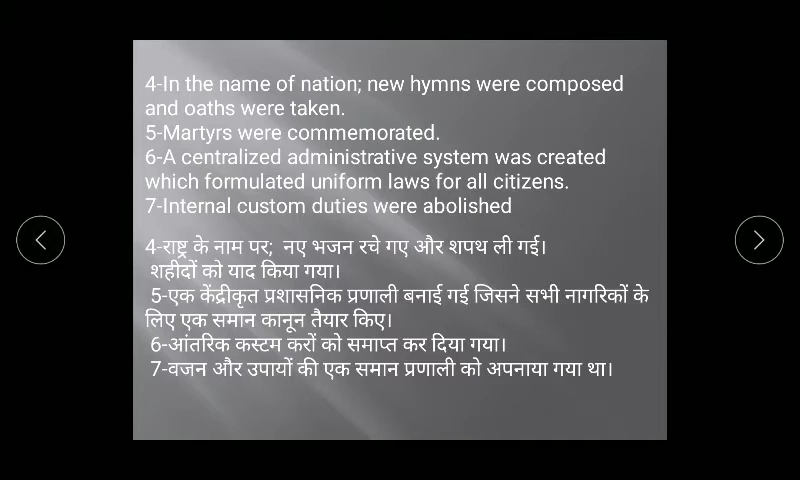 4-In the name of nation; new hymns were composed
and oaths were taken.
5-Martyrs were commemorated.
6-A centralized administrative system was created
which formulated uniform laws for all citizens.
7-Internal custom duties were abolished
4-राष्ट्र के नाम पर;  नए भजन रचे गए और शपथ ली गई।
शहीदों को याद किया गया।
5-एक केंद्रीकृत प्रशासनिक प्रणाली बनाई गई जिसने सभी नागरिकों के
लिए एक समान कानून तैयार किए।
6-आंतरिक कस्टम करों को समाप्त कर दिया गया।
7-वजन और उपायों की एक समान प्रणाली को अपनाया गया था।